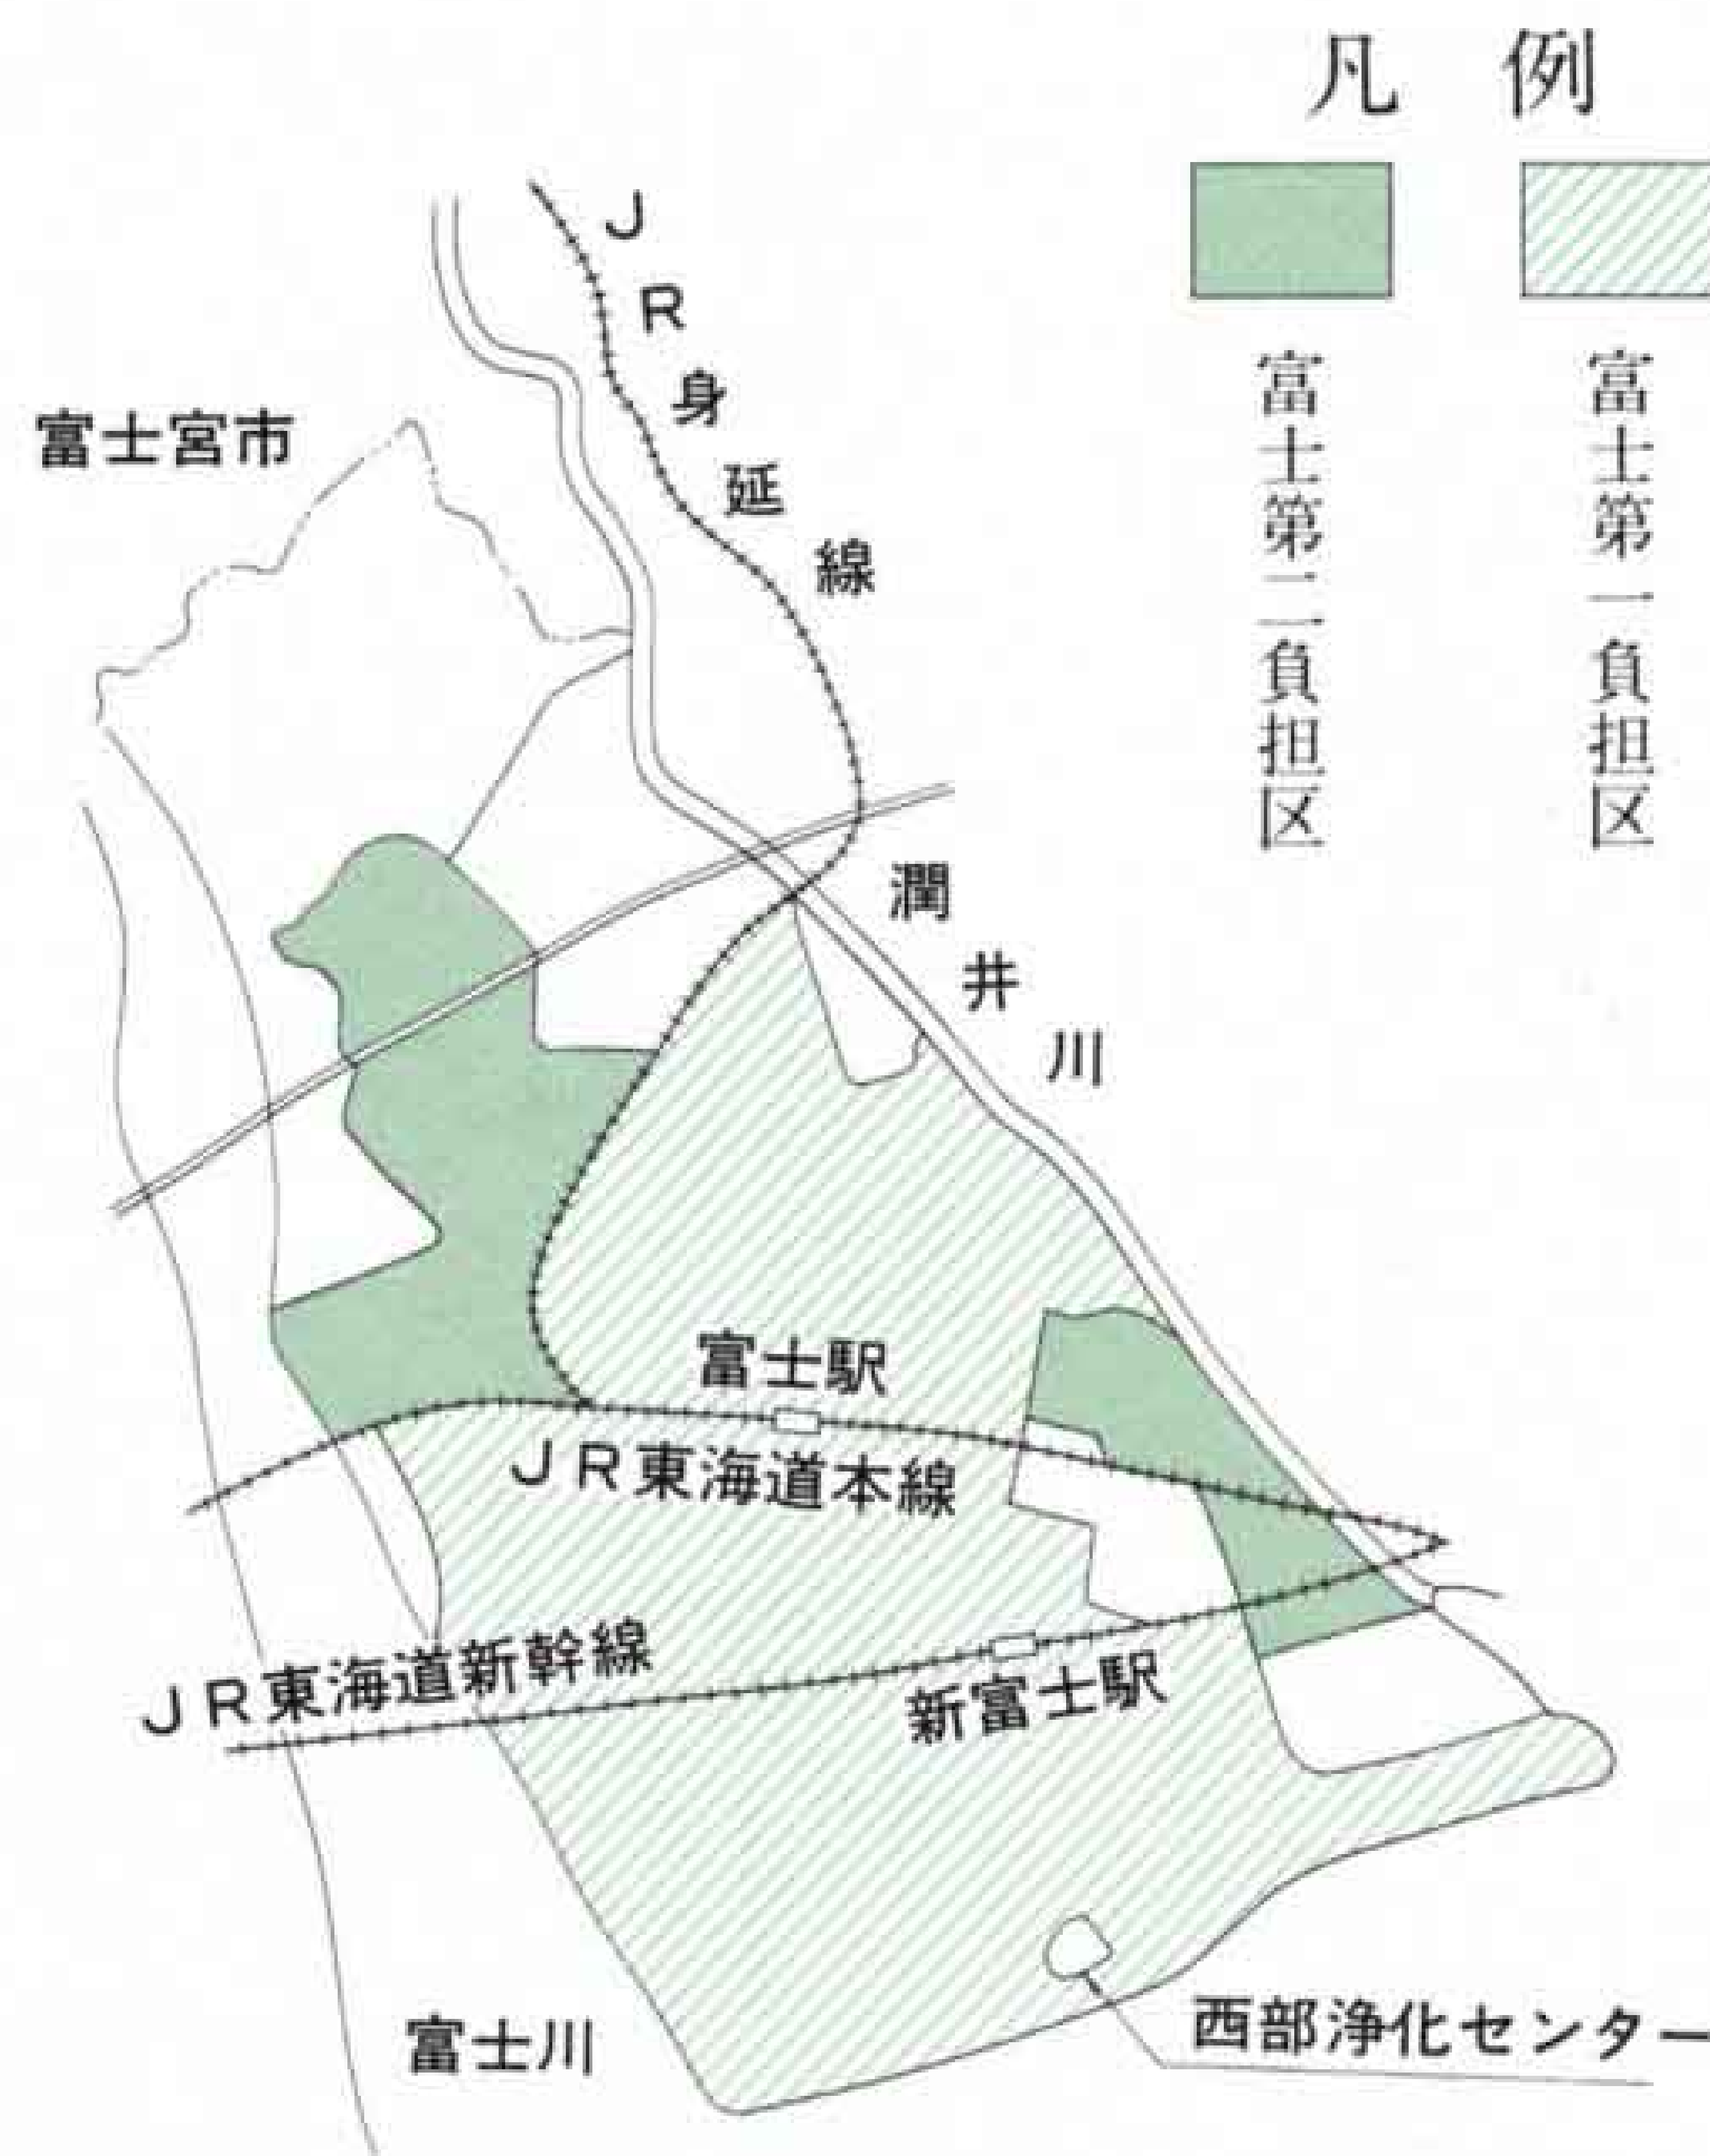 凡例
富士第一負担区
富士第二負担区
JR身延線
富士宮市
潤井川
富士駅
JR東海道本線
JR東海道新幹線
新富士駅
富士川
西部浄化センター